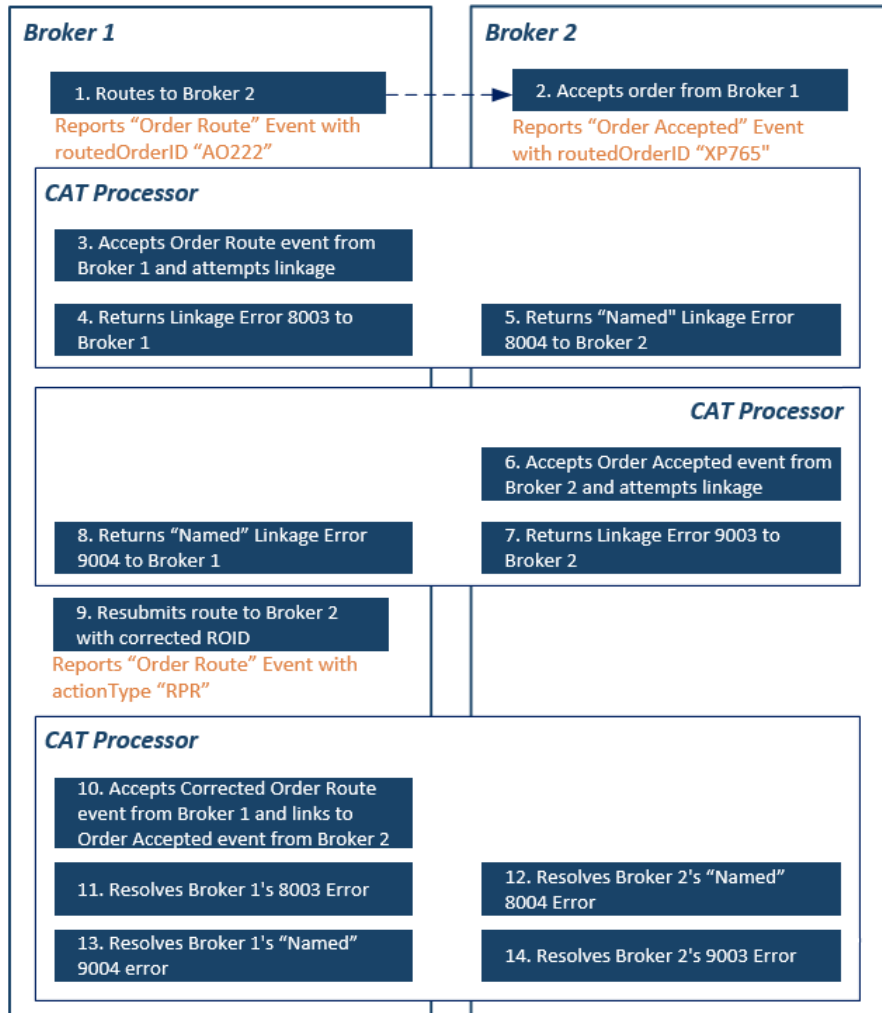 Broker 1
Broker 2
1. Routes to Broker 2
2. Accepts order from Broker 1
Reports “Order Route” Event with
routedOrderID “AO222”
Reports “Order Accepted” Event
with routedOrderID “XP765"
CAT Processor
3. Accepts Order Route event from
Broker 1 and attempts linkage
4. Returns Linkage Error 8003 to
Broker 1
5. Returns “Named" Linkage Error
8004 to Broker 2
CAT Processor
6. Accepts Order Accepted event from
Broker 2 and attempts linkage
8. Returns “Named” Linkage Error
9004 to Broker 1
7. Returns Linkage Error 9003 to
Broker 2
9. Resubmits route to Broker 2
with corrected ROID
Reports “Order Route” Event with
actionType “RPR”
CAT Processor
10. Accepts Corrected Order Route
event from Broker 1 and links to
Order Accepted event from Broker 2
11. Resolves Broker 1's 8003 Error
12. Resolves Broker 2's “Named”
8004 Error
13. Resolves Broker 1's “Named”
9004 error
14. Resolves Broker 2's 9003 Error